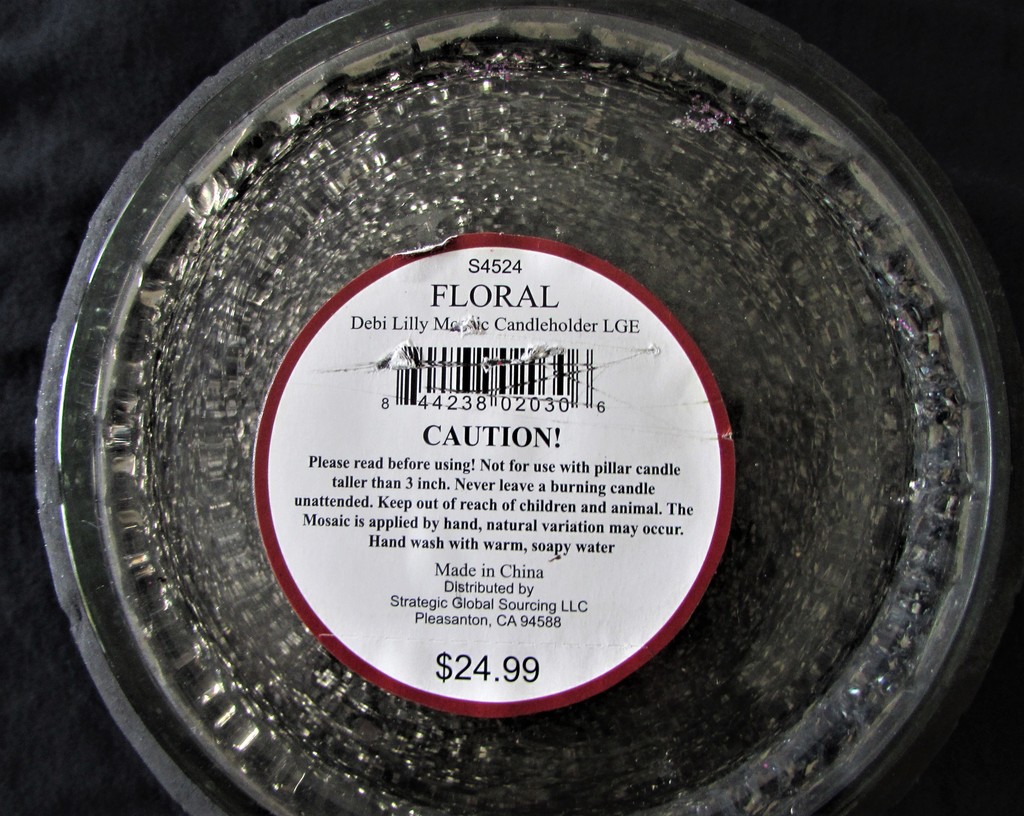 S4524
FLORAL
Debi Lilly Mosaic Candleholder LGE
8 44238 02030 6
CAUTION!
Please read before using! Not for use with pillar candle
taller than 3 inch. Never leave a burning candle
unattended. Keep out of reach of children and animal. The
Mosaic is applied by hand, natural variation may occur.
Hand wash with warm, soapy water
Made in China
Distributed by
Strategic Global Sourcing LLC
Pleasanton, CA 94588
$24.99